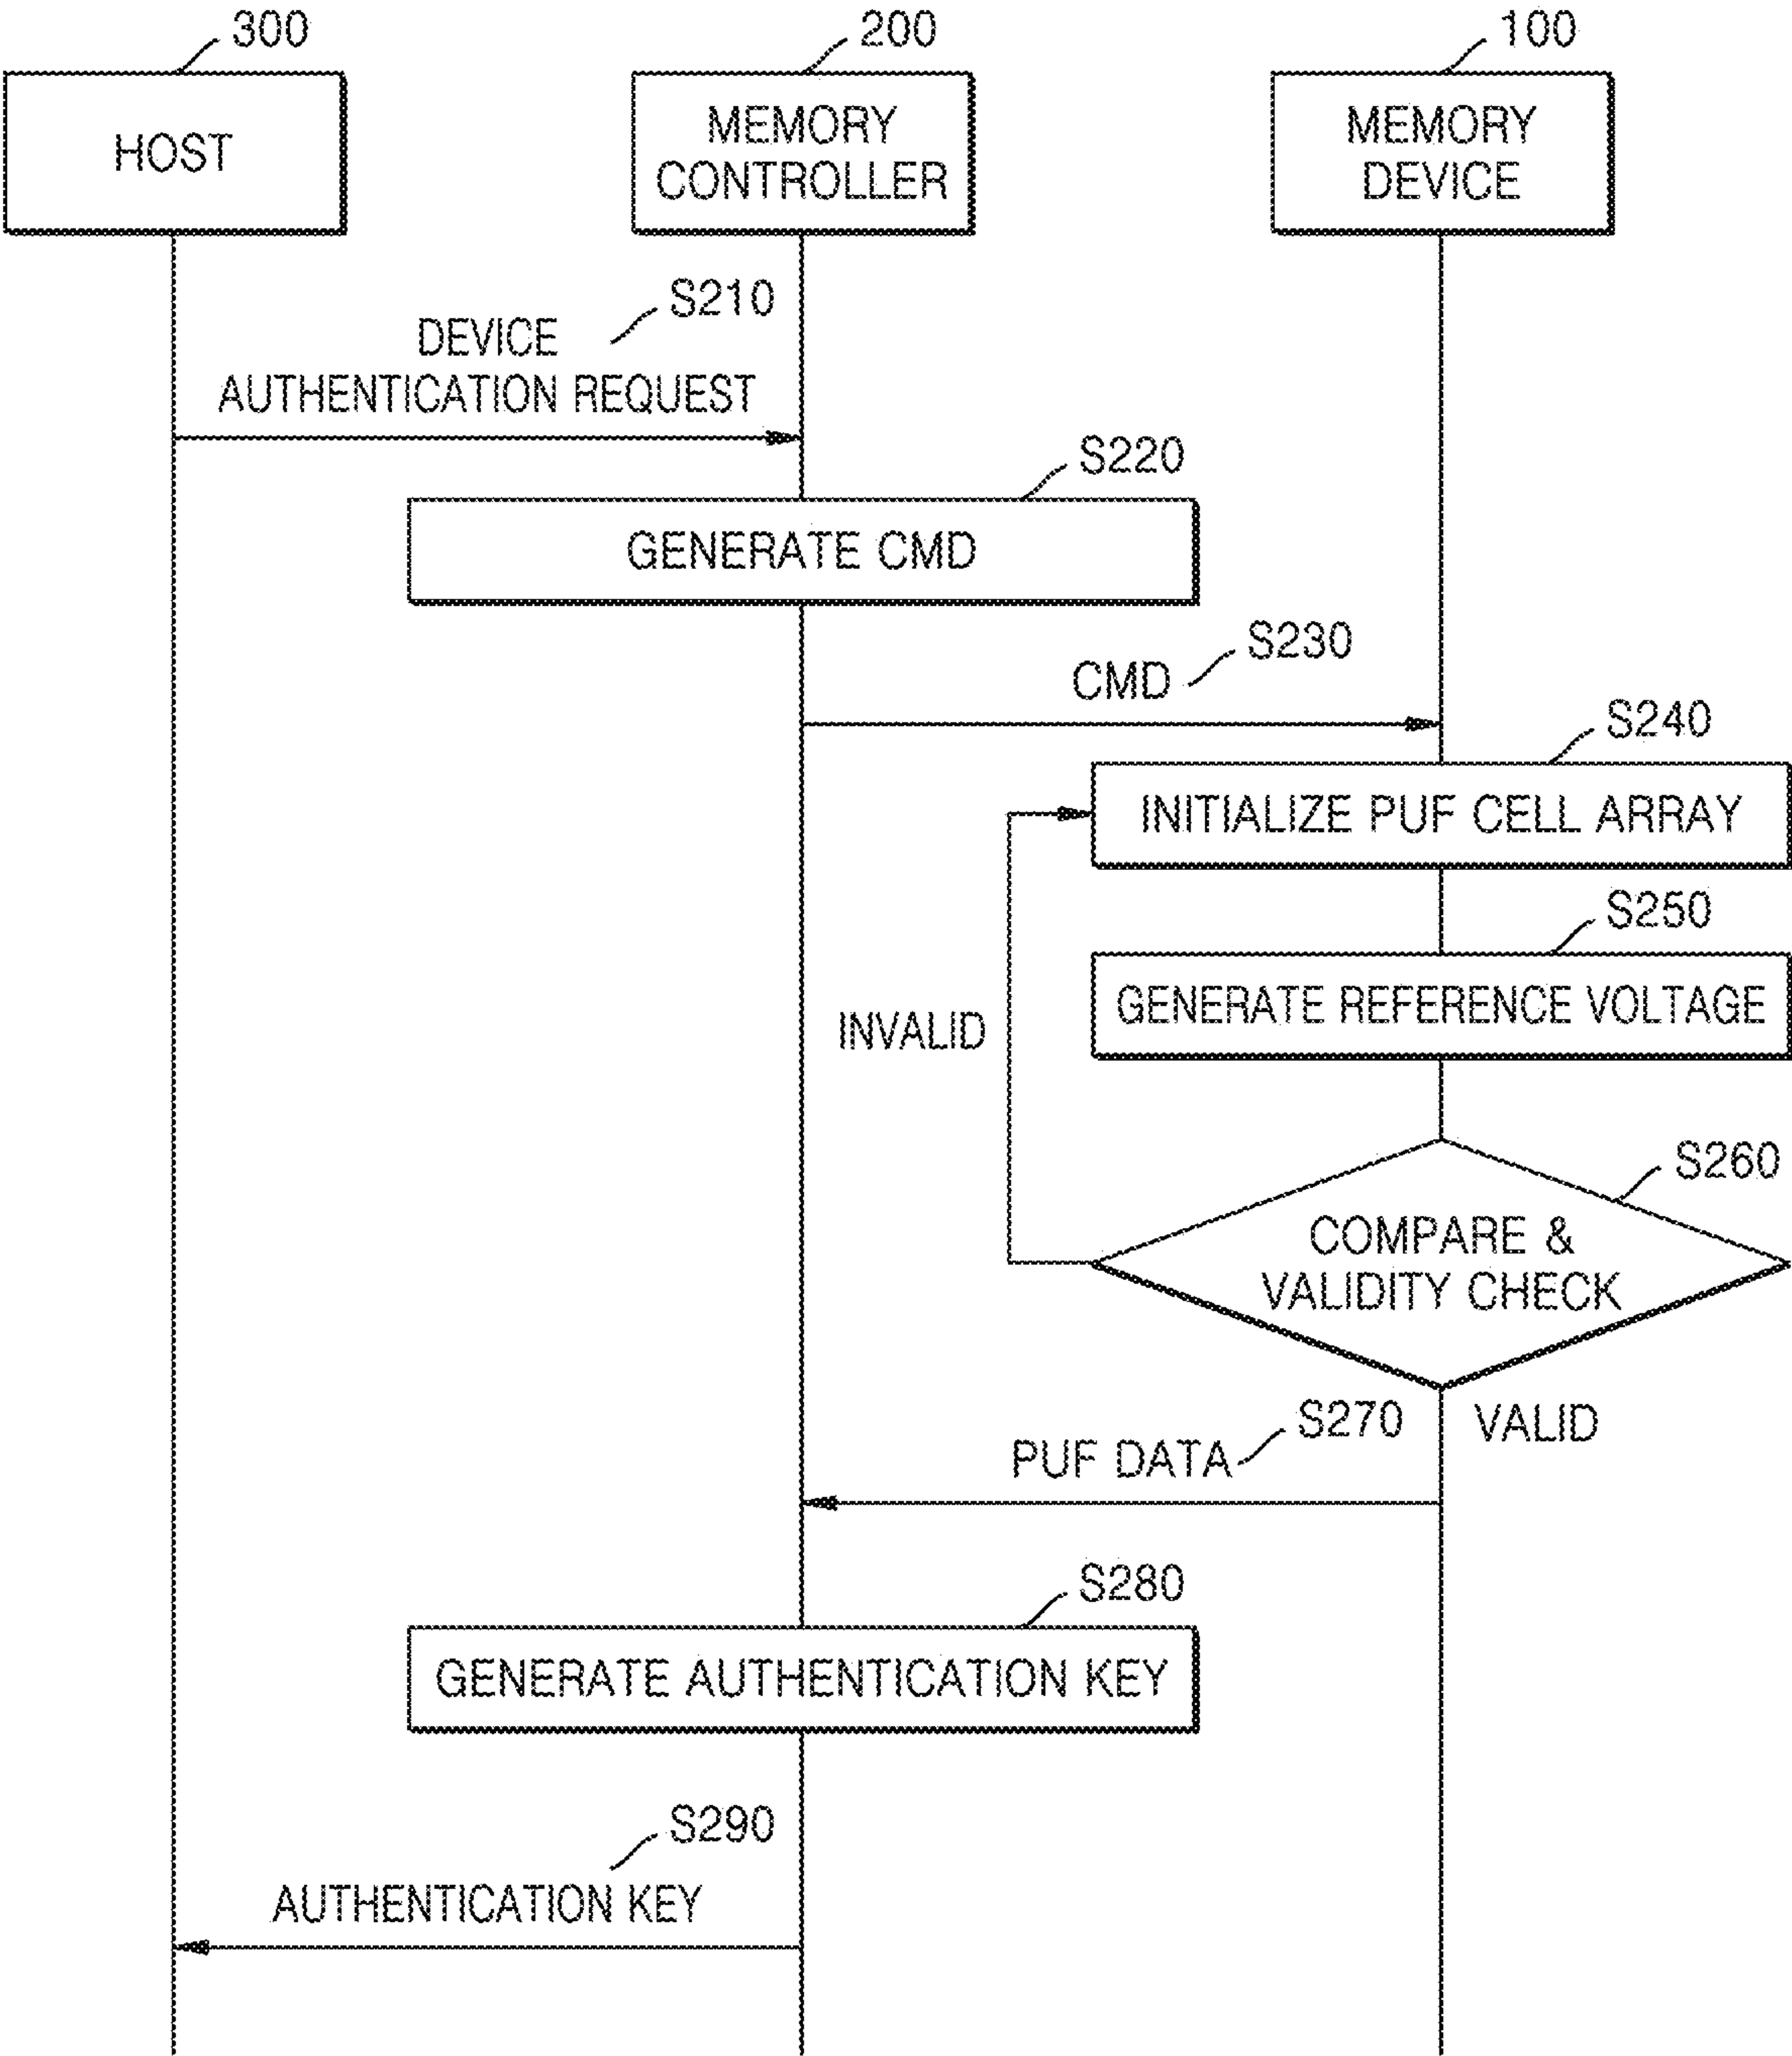 300
200
100
HOST
MEMORY
CONTROLLER
MEMORY
DEVICE
S210
DEVICE
AUTHENTICATION REQUEST
S220
GENERATE CMD
S230
CMD
S240
INITIALIZE PUF CELL ARRAY
S250
GENERATE REFERENCE VOLTAGE
INVALID
S260
COMPARE &
VALIDITY CHECK
S270
VALID
PUF DATA
S280
GENERATE AUTHENTICATION KEY
S290
AUTHENTICATION KEY